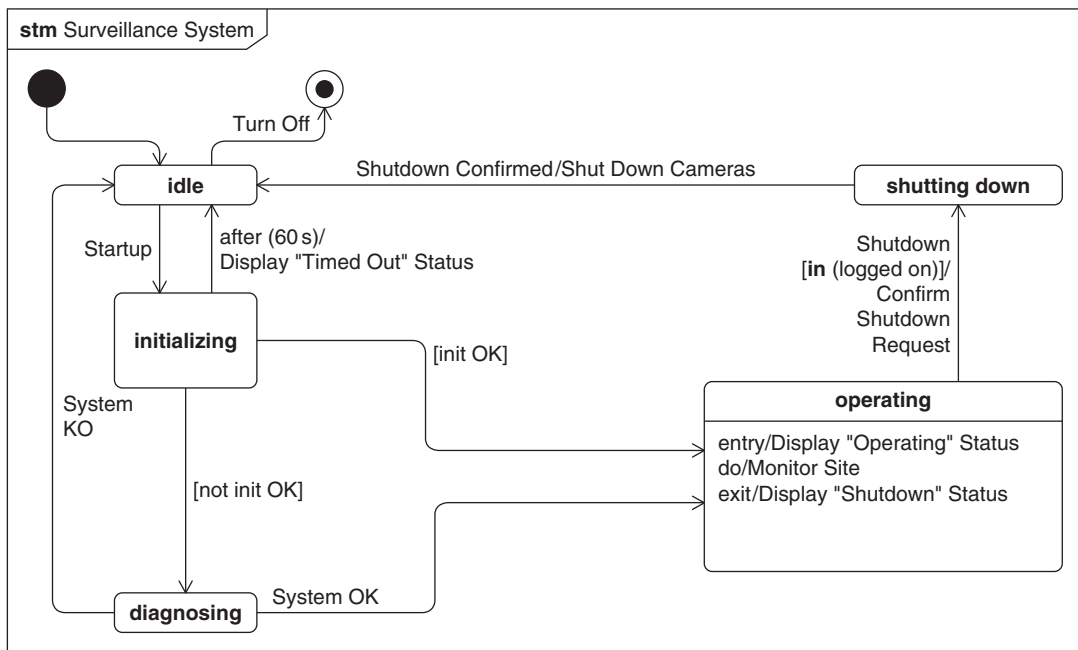 stm Surveillance System
Turn Off
idle
Shutdown Confirmed/Shut Down Cameras
shutting down
Startup
after (60 s)/
Display "Timed Out" Status
Shutdown
[in (logged on)]/
Confirm
Shutdown
Request
initializing
[init OK]
System
KO
operating
entry/Display "Operating" Status
do/Monitor Site
exit/Display "Shutdown" Status
[not init OK]
diagnosing
System OK